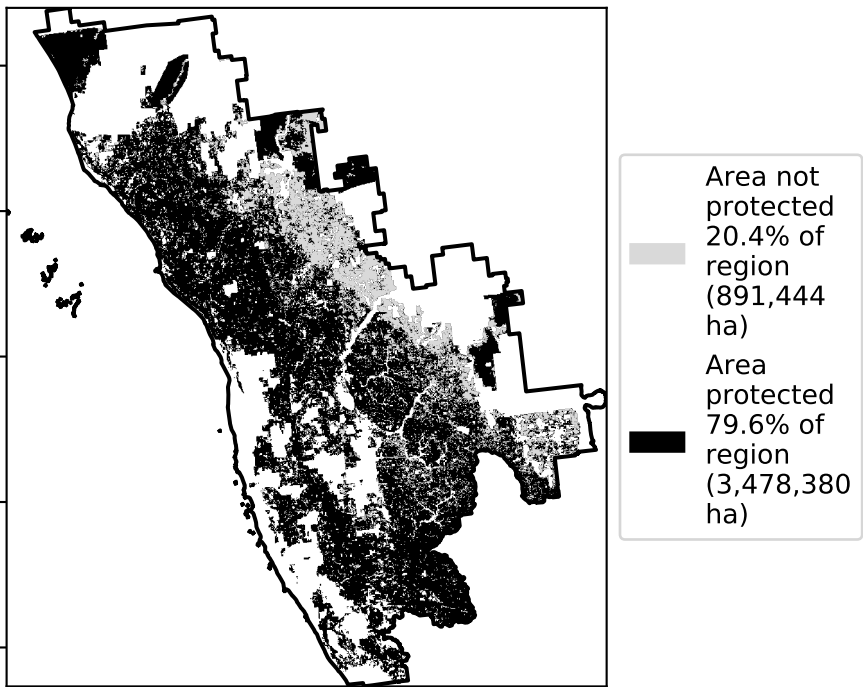 Area not
protected
20.4% of
region
(891,444
ha)
Area
protected
79.6% of
region
(3,478,380
ha)